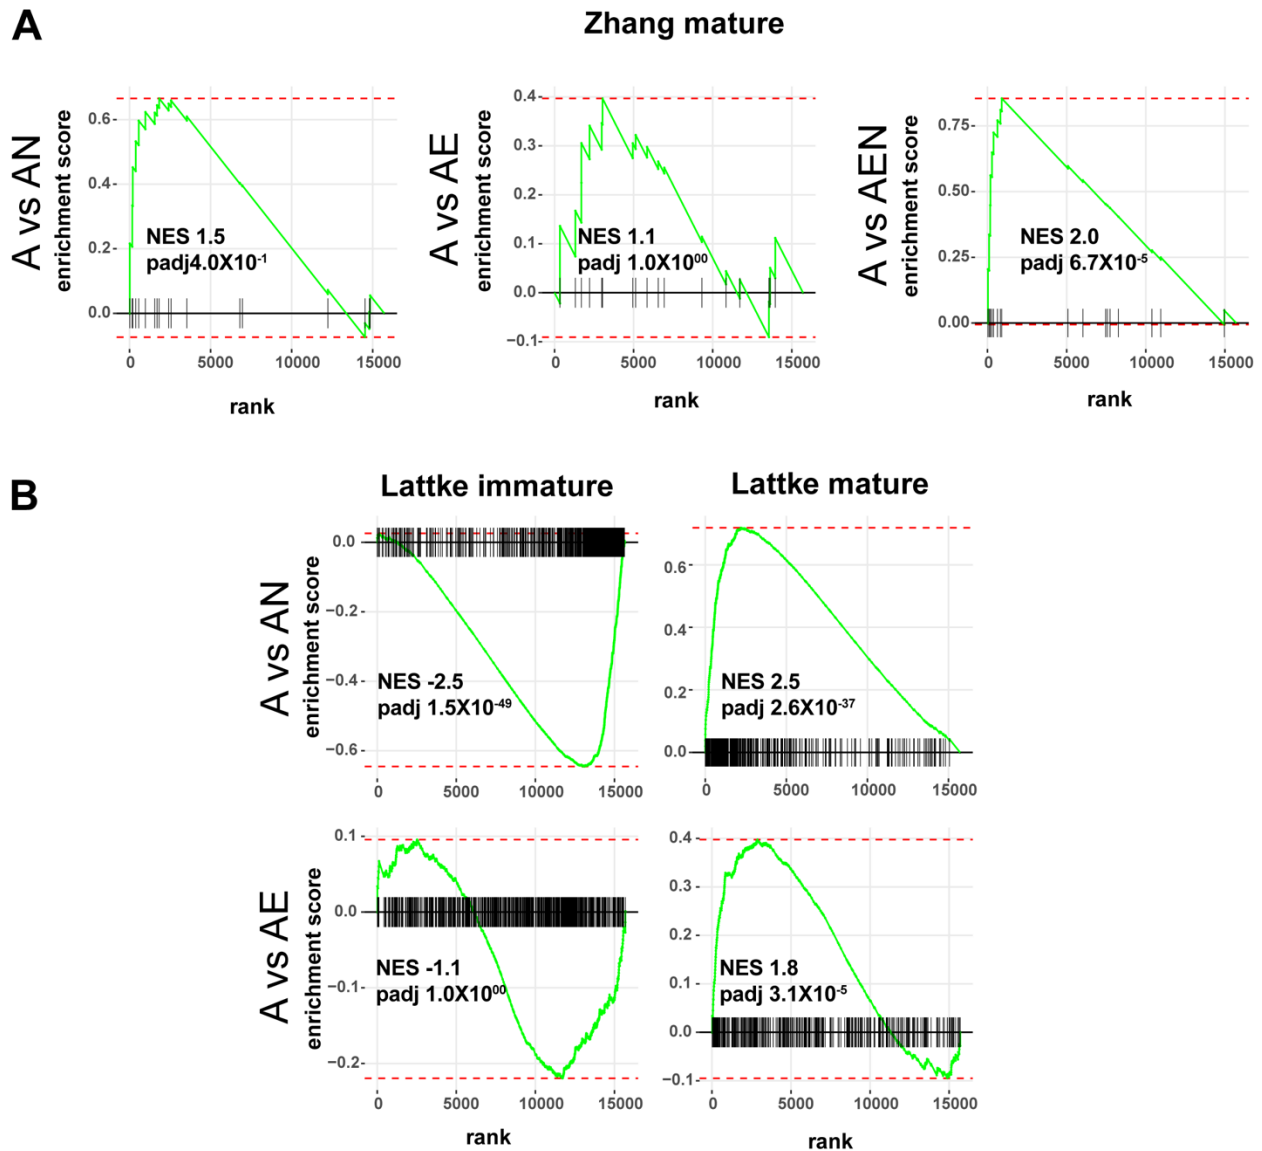 A
Zhang mature
A vs AN
enrichment score
0.6
0.4
0.2
0.0
NES 1.5
padj4.0X10⁻¹
0 5000 10000 15000
rank
A vs AE
enrichment score
0.4
0.3
0.2
0.1
0.0
−0.1
NES 1.1
padj 1.0X10⁰⁰
0 5000 10000 15000
rank
A vs AEN
enrichment score
0.75
0.50
0.25
0.00
NES 2.0
padj 6.7X10⁻⁵
0 5000 10000 15000
rank
B
Lattke immature
Lattke mature
A vs AN
enrichment score
0.0
−0.2
−0.4
−0.6
NES -2.5
padj 1.5X10⁻⁴⁹
0 5000 10000 15000
0.6
0.4
0.2
0.0
NES 2.5
padj 2.6X10⁻³⁷
0 5000 10000 15000
A vs AE
enrichment score
0.1
0.0
−0.1
−0.2
NES -1.1
padj 1.0X10⁰⁰
0 5000 10000 15000
rank
0.4
0.3
0.2
0.1
0.0
−0.1
NES 1.8
padj 3.1X10⁻⁵
0 5000 10000 15000
rank